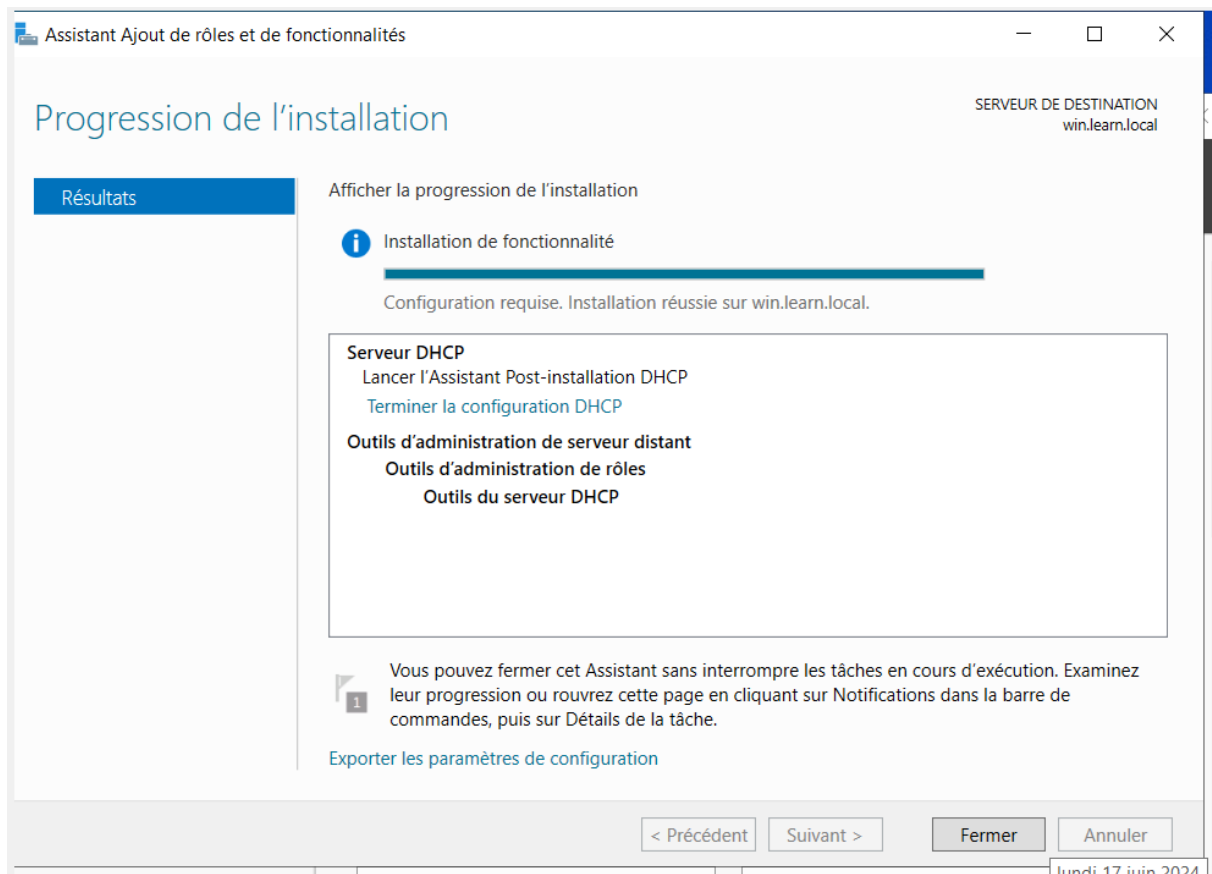 Assistant Ajout de rôles et de fonctionnalités
Progression de l’installation
SERVEUR DE DESTINATION
win.learn.local
Résultats
Afficher la progression de l’installation
Installation de fonctionnalité
Configuration requise. Installation réussie sur win.learn.local.
Serveur DHCP
Lancer l’Assistant Post-installation DHCP
Terminer la configuration DHCP
Outils d’administration de serveur distant
Outils d’administration de rôles
Outils du serveur DHCP
1
Vous pouvez fermer cet Assistant sans interrompre les tâches en cours d’exécution. Examinez
leur progression ou rouvrez cette page en cliquant sur Notifications dans la barre de
commandes, puis sur Détails de la tâche.
Exporter les paramètres de configuration
< Précédent Suivant > Fermer Annuler
lundi 17 juin 2024